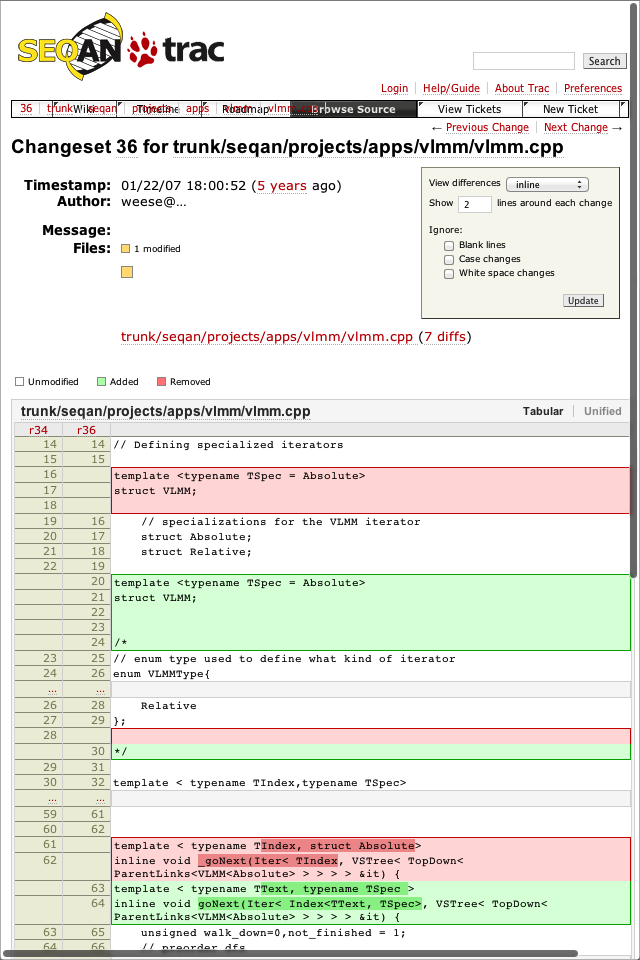 SEQAN trac
Search
Login Help/Guide About Trac Preferences
36 trunk seqan projects apps vlmm
Wiki Timeline Roadmap Browse Source View Tickets New Ticket
← Previous Change Next Change →
Changeset 36 for trunk/seqan/projects/apps/vlmm/vlmm.cpp
Timestamp: 01/22/07 18:00:52 (5 years ago)
Author: weese@…
Message:
Files: 1 modified
trunk/seqan/projects/apps/vlmm/vlmm.cpp (7 diffs)
View differences inline
Show 2 lines around each change
Ignore:
Blank lines
Case changes
White space changes
Update
Unmodified Added Removed
trunk/seqan/projects/apps/vlmm/vlmm.cpp Tabular Unified
r34 r36
14 14 // Defining specialized iterators
15 15
16 template <typename TSpec = Absolute>
17 struct VLMM;
18
19 16 // specializations for the VLMM iterator
20 17 struct Absolute;
21 18 struct Relative;
22 19
20 template <typename TSpec = Absolute>
21 struct VLMM;
22
23
24 /*
23 25 // enum type used to define what kind of iterator
24 26 enum VLMMType{
… …
26 28 Relative
27 29 };
28
30 */
29 31
30 32 template < typename TIndex,typename TSpec>
… …
59 61
60 62
61 template < typename TIndex, struct Absolute>
62 inline void _goNext(Iter< TIndex, VSTree< TopDown<
ParentLinks<VLMM<Absolute> > > > > &it) {
63 template < typename TText, typename TSpec >
64 inline void goNext(Iter< Index<TText, TSpec>, VSTree< TopDown<
ParentLinks<VLMM<Absolute> > > > > &it) {
63 65 unsigned walk_down=0,not_finished = 1;
64 66 // preorder dfs